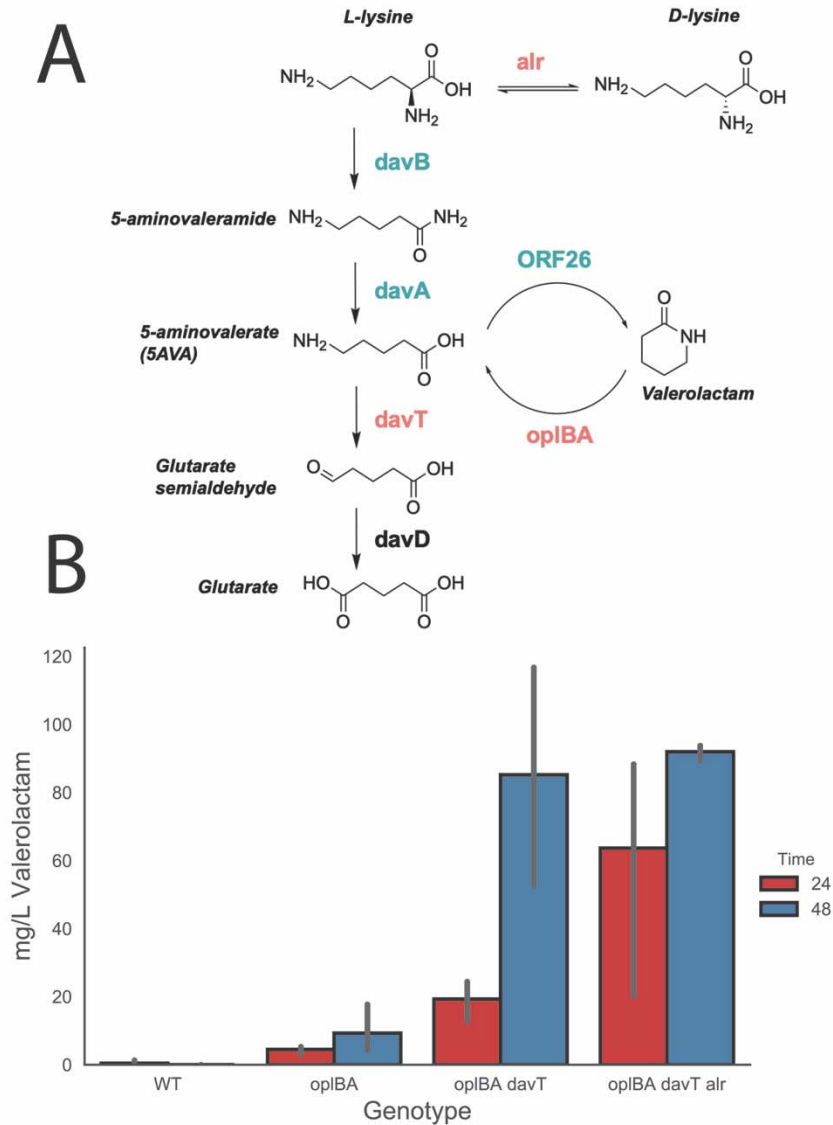 A
L-lysine
D-lysine
NH₂ O OH NH₂
alr
NH₂ O OH NH₂
davB
5-aminovaleramide
NH₂ NH₂ O
davA
ORF26
5-aminovalerate
(5AVA)
NH₂ OH O
O NH
Valerolactam
davT
oplBA
Glutarate
semialdehyde
O OH O
davD
B
Glutarate
HO O OH O
mg/L Valerolactam
120
100
80
60
40
20
0
WT
oplBA
oplBA davT
oplBA davT alr
Genotype
Time
24
48